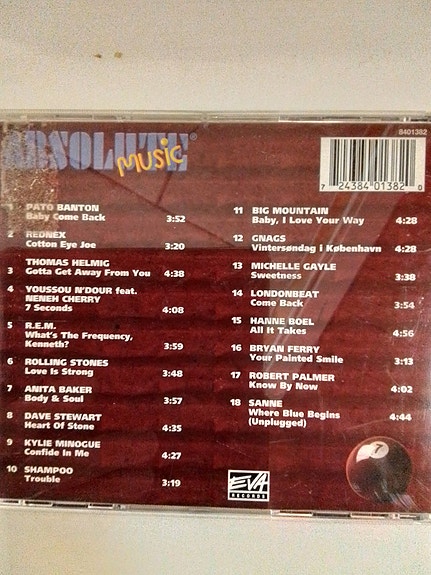 ABSOLUTE®
MUSIC
8401382
7 24384 01382 0
1 PATO BANTON
Baby Come Back 3:52
2 REDNEX
Cotton Eye Joe 3:20
THOMAS HELMIG
3 Gotta Get Away From You 4:38
4 YOUSSOU N'DOUR feat.
NENEH CHERRY
7 Seconds 4:08
5 R.E.M.
What's The Frequency,
Kenneth? 3:59
6 ROLLING STONES
Love Is Strong 3:48
7 ANITA BAKER
Body & Soul 3:57
8 DAVE STEWART
Heart Of Stone 4:35
9 KYLIE MINOGUE
Confide In Me 4:27
10 SHAMPOO
Trouble 3:19
11 BIG MOUNTAIN
Baby, I Love Your Way 4:28
12 GNAGS
Vintersøndag i København 4:28
13 MICHELLE GAYLE
Sweetness 3:38
14 LONDONBEAT
Come Back 3:54
15 HANNE BOEL
All It Takes 4:56
16 BRYAN FERRY
Your Painted Smile 3:13
17 ROBERT PALMER
Know By Now 4:02
18 SANNE
Where Blue Begins
(Unplugged) 4:44
EVA
RECORDS
7